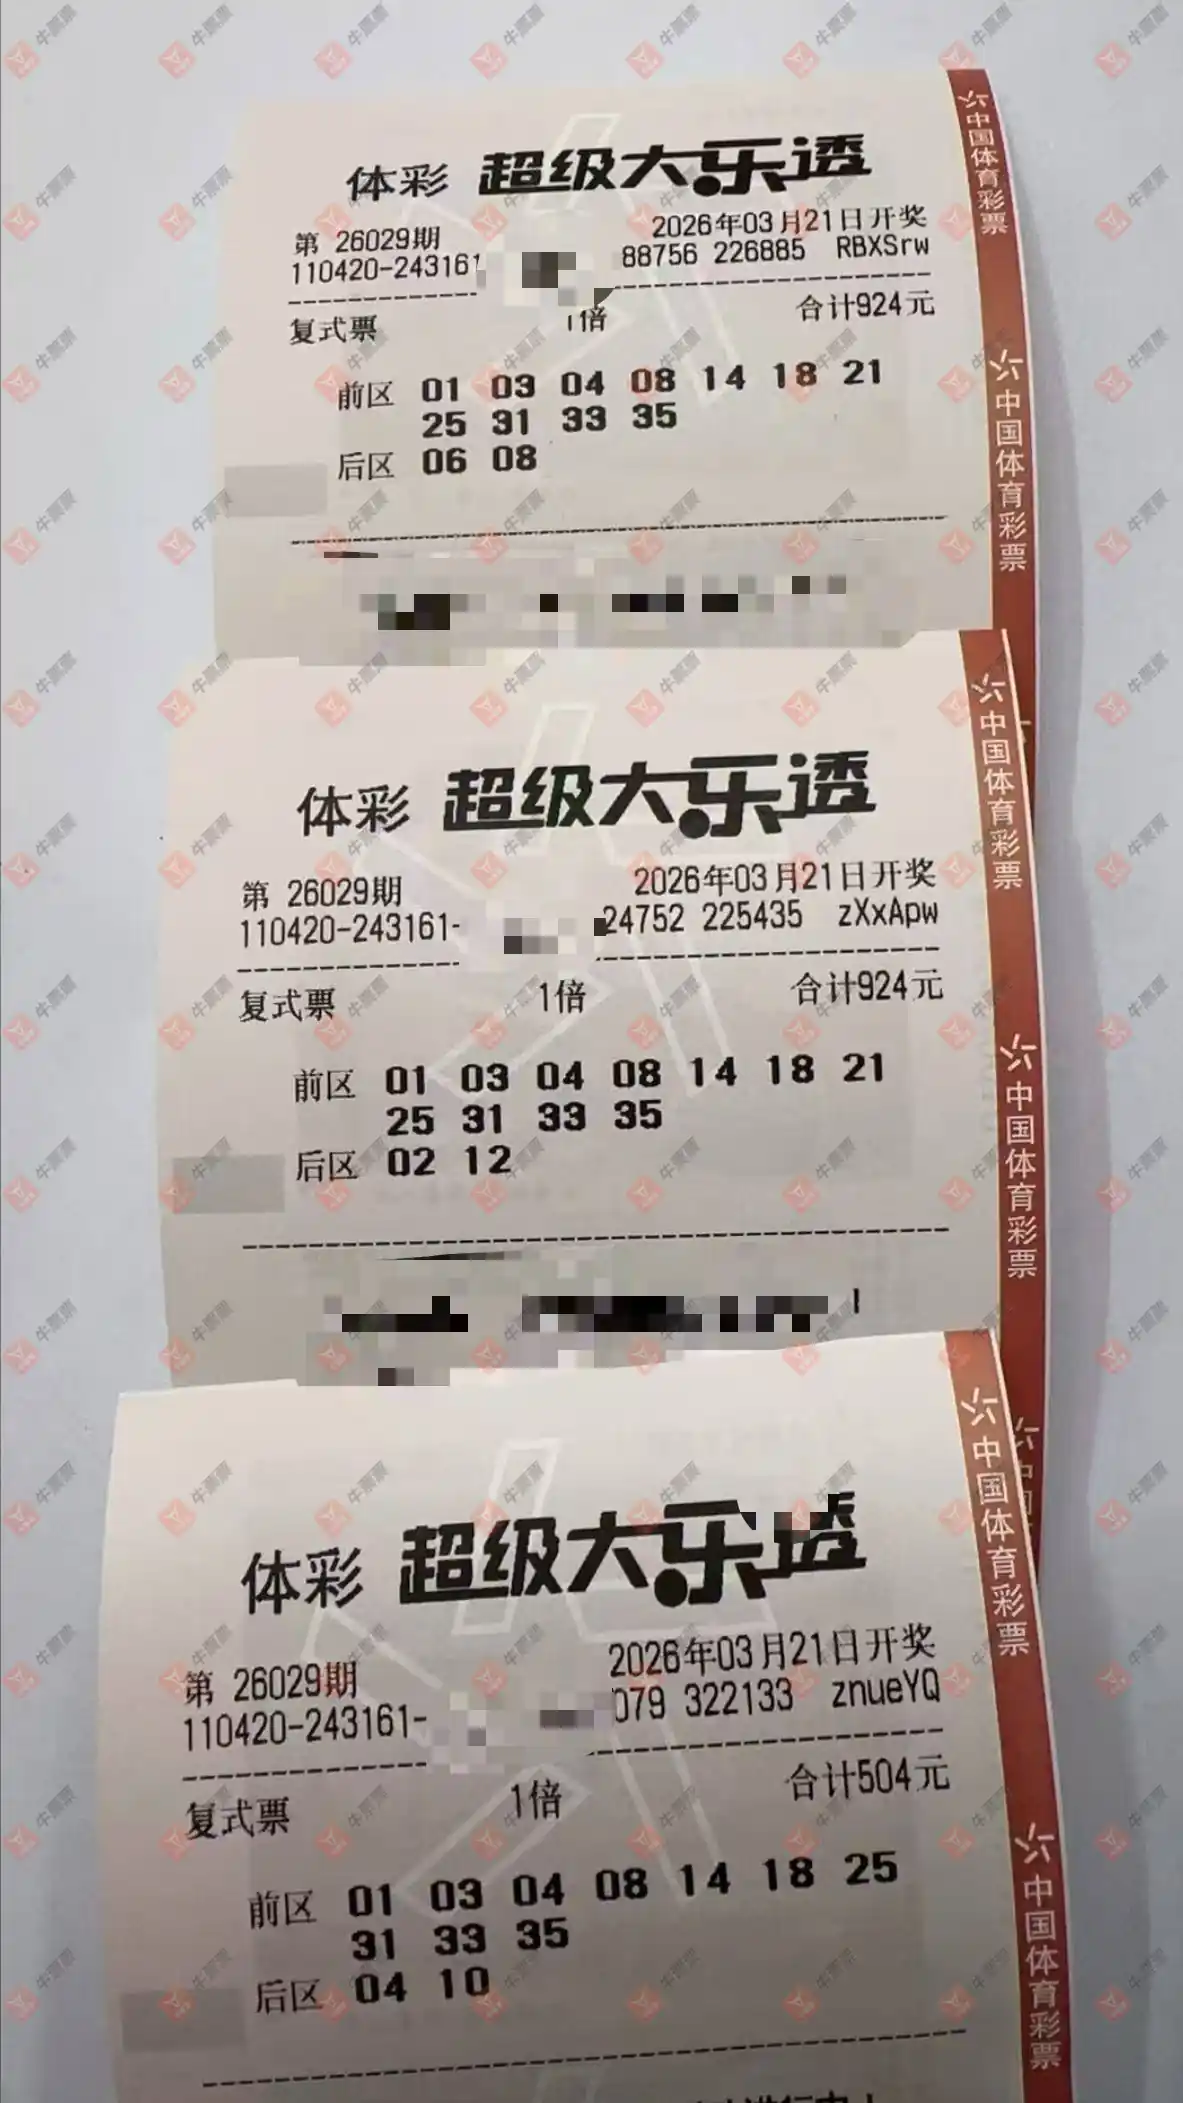 体彩 超级大乐透
第 26029期 2026年03月21日开奖
110420-243161 88756 226885 RBXSrw
复式票 1倍 合计924元
前区 01 03 04 08 14 18 21
25 31 33 35
后区 06 08
中国体育彩票
中国体育彩票
体彩 超级大乐透
第 26029期 2026年03月21日开奖
110420-243161- 24752 225435 zXxApw
复式票 1倍 合计924元
前区 01 03 04 08 14 18 21
25 31 33 35
后区 02 12
中国体育彩票
中国体育彩票
体彩 超级大乐透
第 26029期 2026年03月21日开奖
110420-243161- 079 322133 znueYQ
复式票 1倍 合计504元
前区 01 03 04 08 14 18 25
31 33 35
后区 04 10
中国体育彩票
中国体育彩票
牛票票